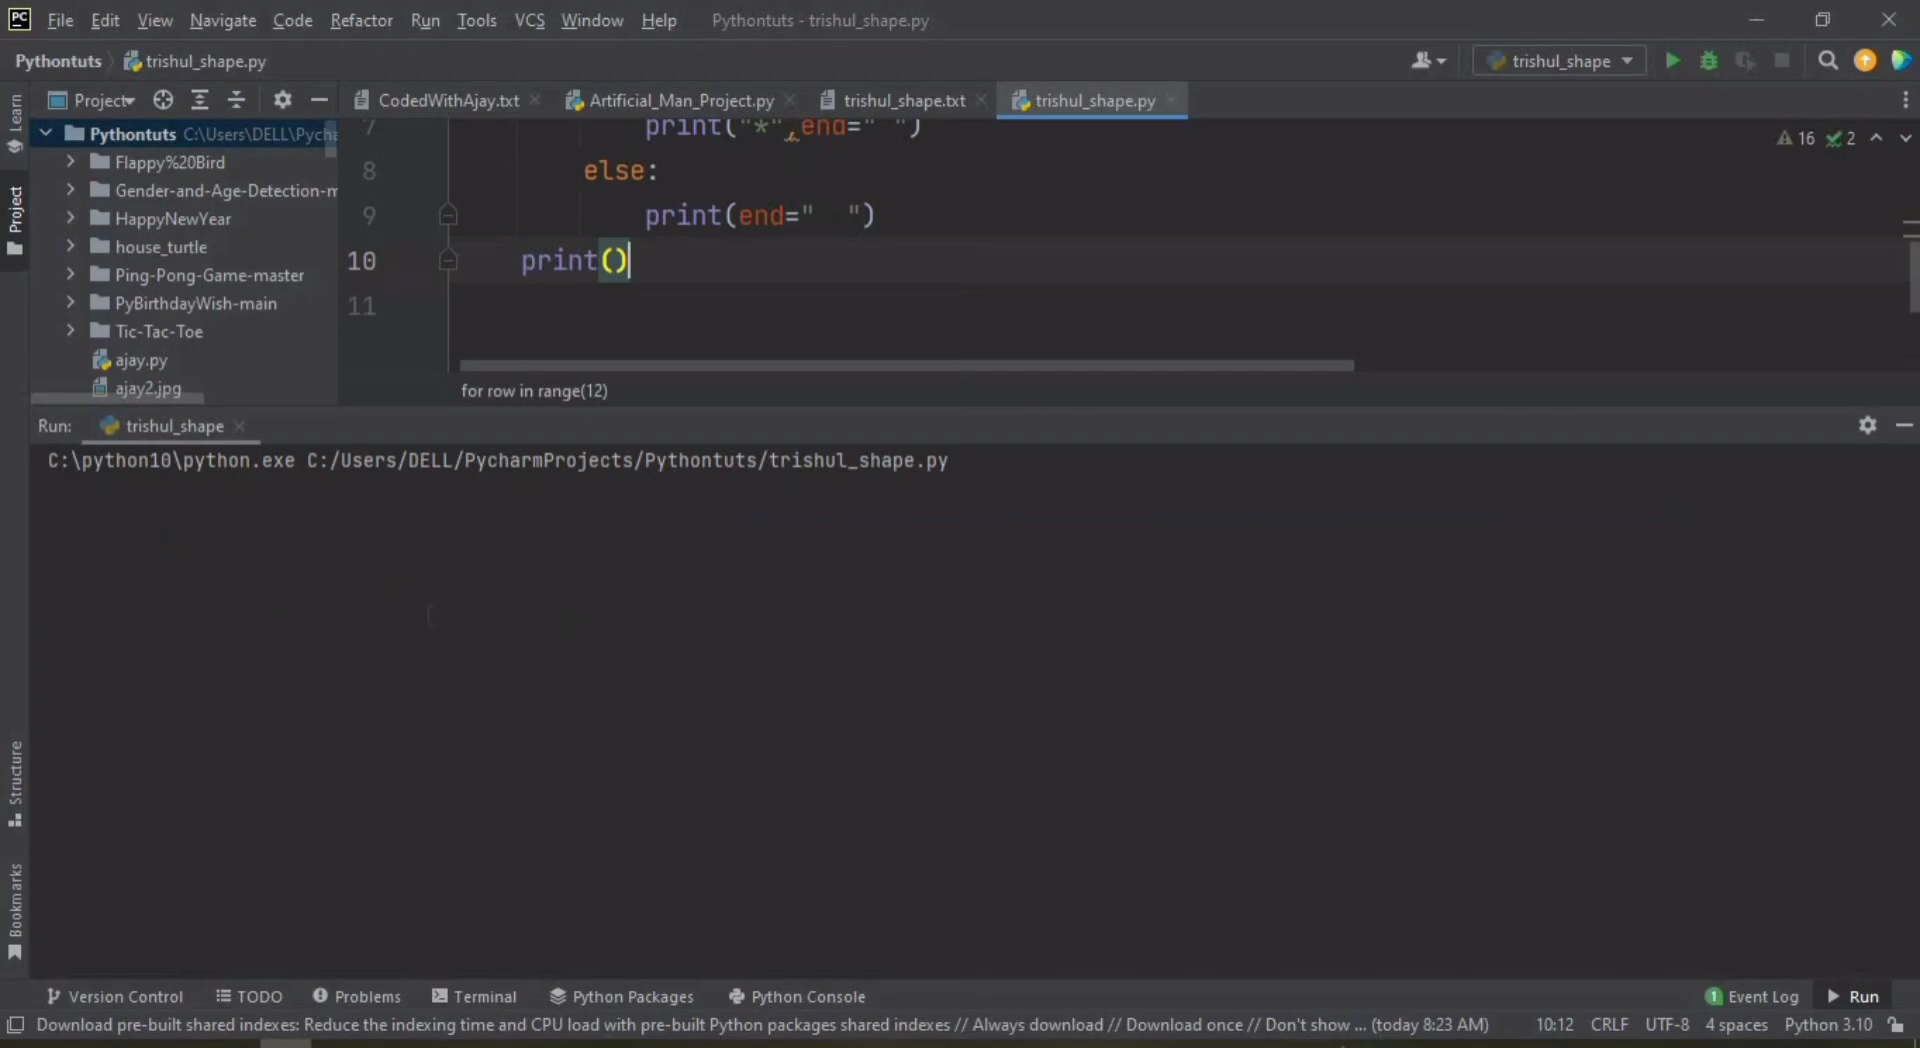 PC File Edit View Navigate Code Refactor Run Tools VCS Window Help Pythontuts - trishul_shape.py
Pythontuts trishul_shape.py trishul_shape
Project CodedWithAjay.txt Artificial_Man_Project.py trishul_shape.txt trishul_shape.py
Learn
Project
Structure
Bookmarks
Pythontuts C:\Users\DELL\Pycha
Flappy%20Bird
Gender-and-Age-Detection-m
HappyNewYear
house_turtle
Ping-Pong-Game-master
PyBirthdayWish-main
Tic-Tac-Toe
ajay.py
ajay2.jpg
7 print("*",end=" ")
8 else:
9 print(end="  ")
10 print()
11
16 2
for row in range(12)
Run: trishul_shape
C:\python10\python.exe C:/Users/DELL/PycharmProjects/Pythontuts/trishul_shape.py
Version Control TODO Problems Terminal Python Packages Python Console 1 Event Log Run
Download pre-built shared indexes: Reduce the indexing time and CPU load with pre-built Python packages shared indexes // Always download // Download once // Don't show ... (today 8:23 AM) 10:12 CRLF UTF-8 4 spaces Python 3.10